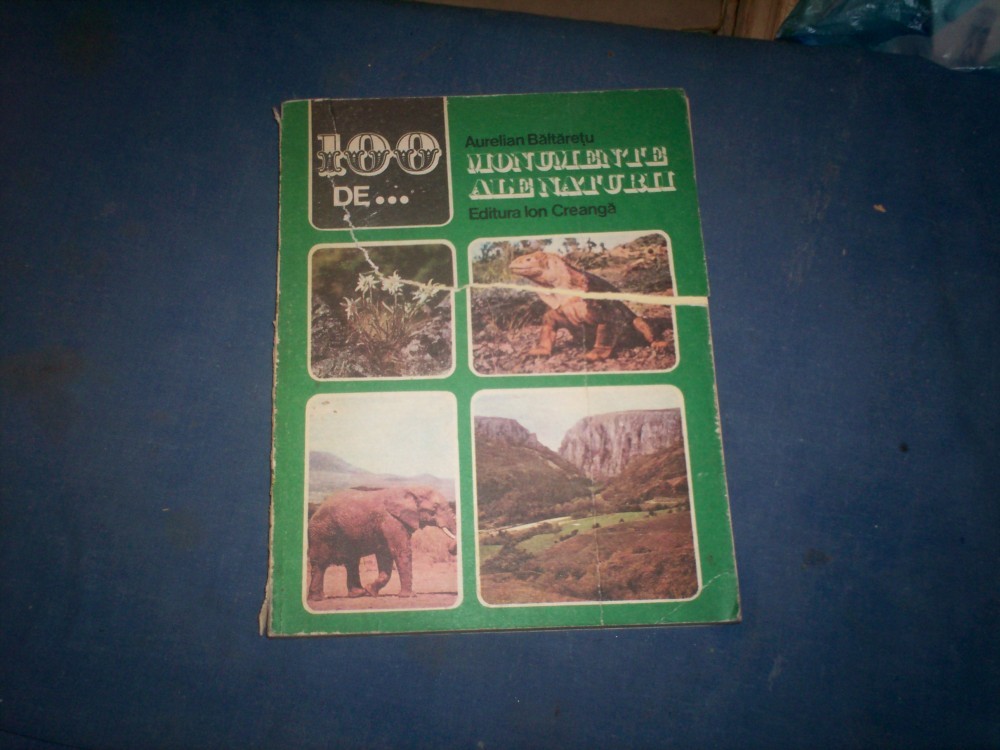 100
DE...
Aurelian Băltărețu
MONUMENTE
ALE NATURII
Editura Ion Creangă